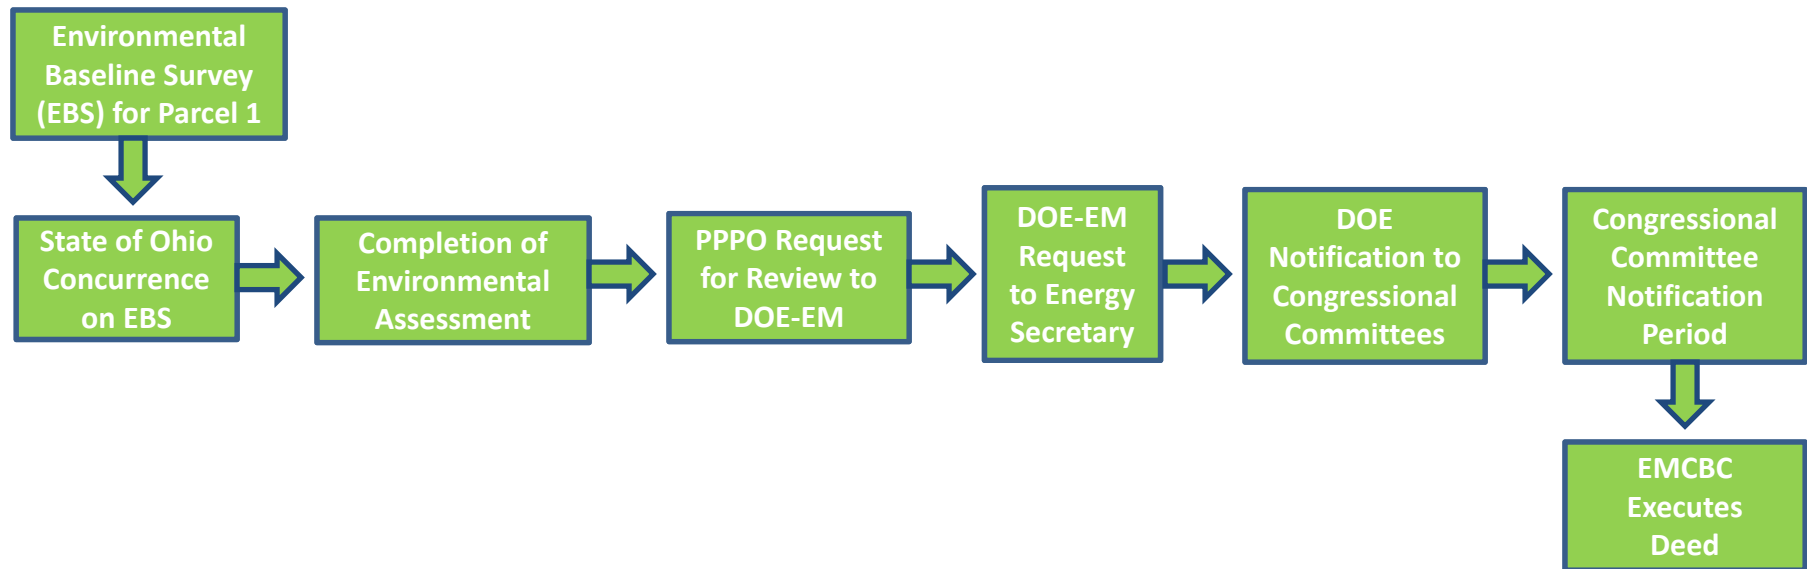 Environmental
Baseline Survey
(EBS) for Parcel 1
State of Ohio
Concurrence
on EBS
Completion of
Environmental
Assessment
PPPO Request
for Review to
DOE-EM
DOE-EM
Request
to Energy
Secretary
DOE
Notification to
Congressional
Committees
Congressional
Committee
Notification
Period
EMCBC
Executes
Deed